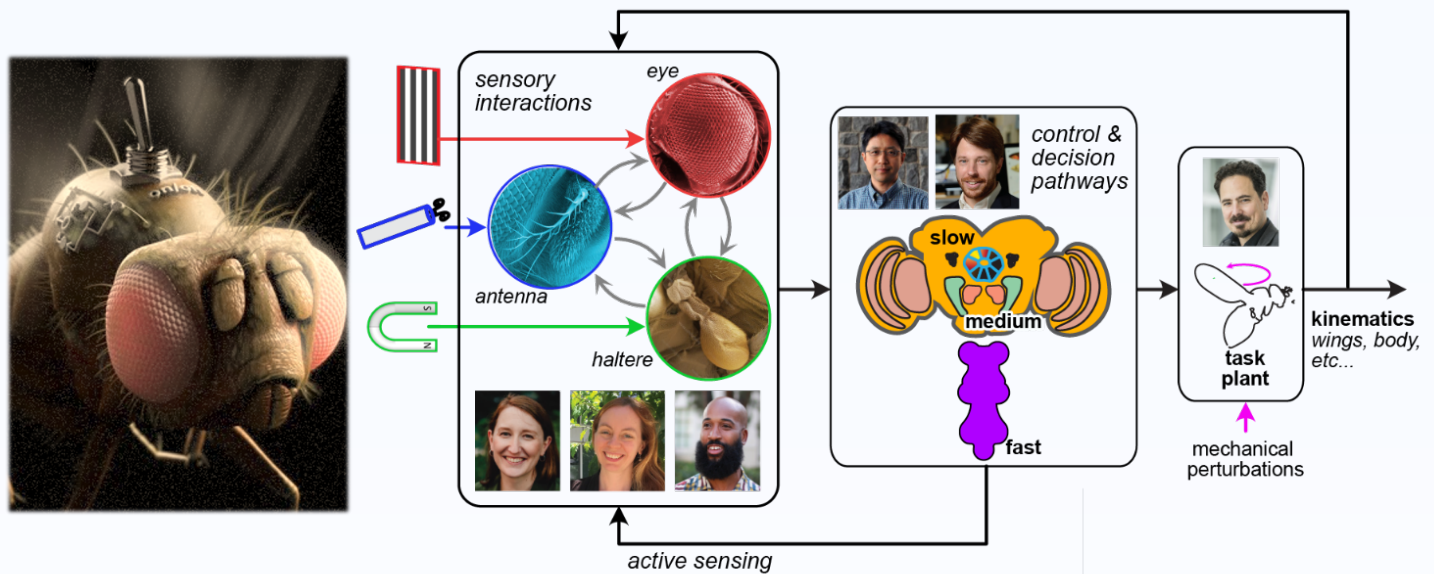 sensory
interactions
eye
antenna
haltere
S
N
control &
decision
pathways
slow
medium
fast
task
plant
kinematics
wings, body,
etc...
mechanical
perturbations
active sensing